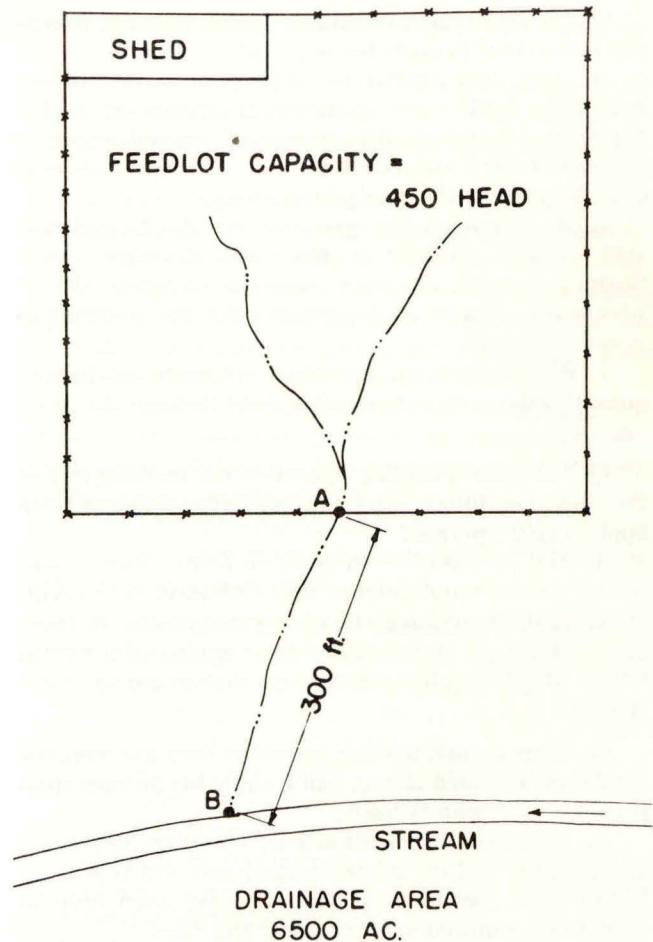 SHED
FEEDLOT CAPACITY =
450 HEAD
A
300 ft.
B
STREAM
DRAINAGE AREA
6500 AC.